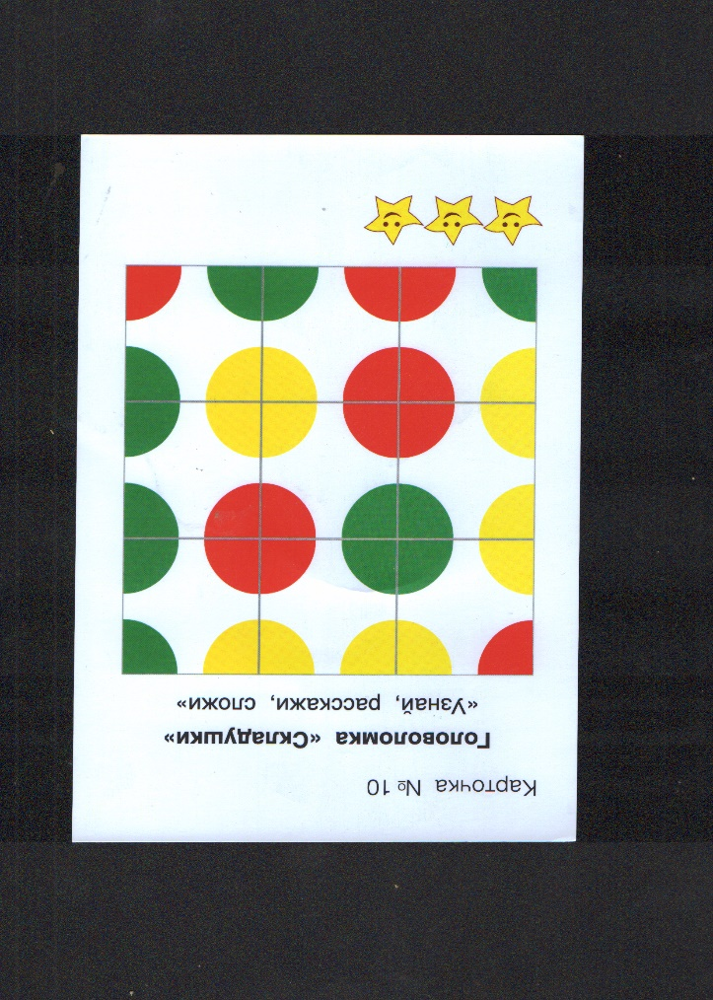 Карточка № 10
Головоломка «Складушки»
«Узнай, расскажи, сложи»